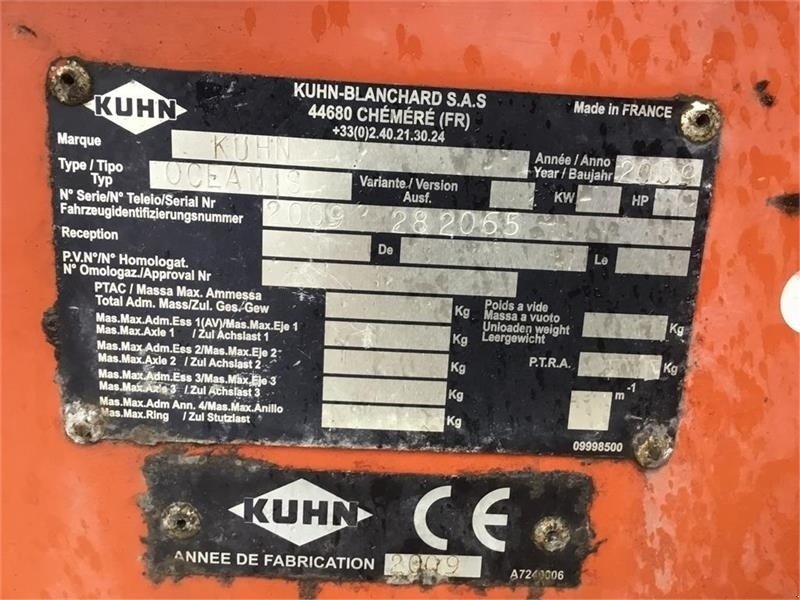 KUHN
KUHN-BLANCHARD S.A.S
44680 CHÉMÉRÉ (FR)
+33(0)2.40.21.30.24
Made in FRANCE
Marque KUHN
Année / Anno
Year / Baujahr 2009
Type / Tipo
Typ OCEANIS
Variante / Version
Ausf.
KW
HP
N° Serie/N° Teleio/Serial Nr
Fahrzeugidentifizierungsnummer 2009 282065
Reception
De
Le
P.V.N°/N° Homologat.
N° Omologaz./Approval Nr
PTAC / Massa Max. Ammessa
Total Adm. Mass/Zul. Ges.Gew Kg
Poids a vide
Massa a vuoto
Unloaden weight
Leergewicht Kg
Mas.Max.Adm.Ess 1(AV)/Mas.Max.Eje 1
Mas.Max.Axle 1 / Zul Achslast 1 Kg
Mas.Max.Adm.Ess 2/Mas.Max.Eje 2
Mas.Max.Axle 2 / Zul Achslast 2 Kg
P.T.R.A. Kg
Mas.Max.Adm.Ess 3/Mas.Max.Eje 3
Mas.Max.Axle 3 / Zul Achslast 3 Kg
m-1
Mas.Max.Adm Ann. 4/Mas.Max.Anillo
Mas.Max.Ring / Zul Stutzlast Kg
09998500
KUHN CE
ANNEE DE FABRICATION 2009
A7240006